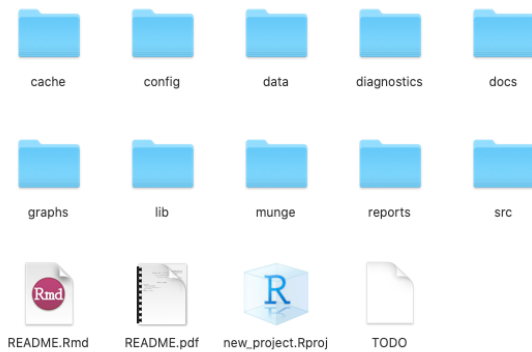 cache config data diagnostics docs
graphs lib munge reports src
Rmd R
README.Rmd README.pdf new_project.Rproj TODO